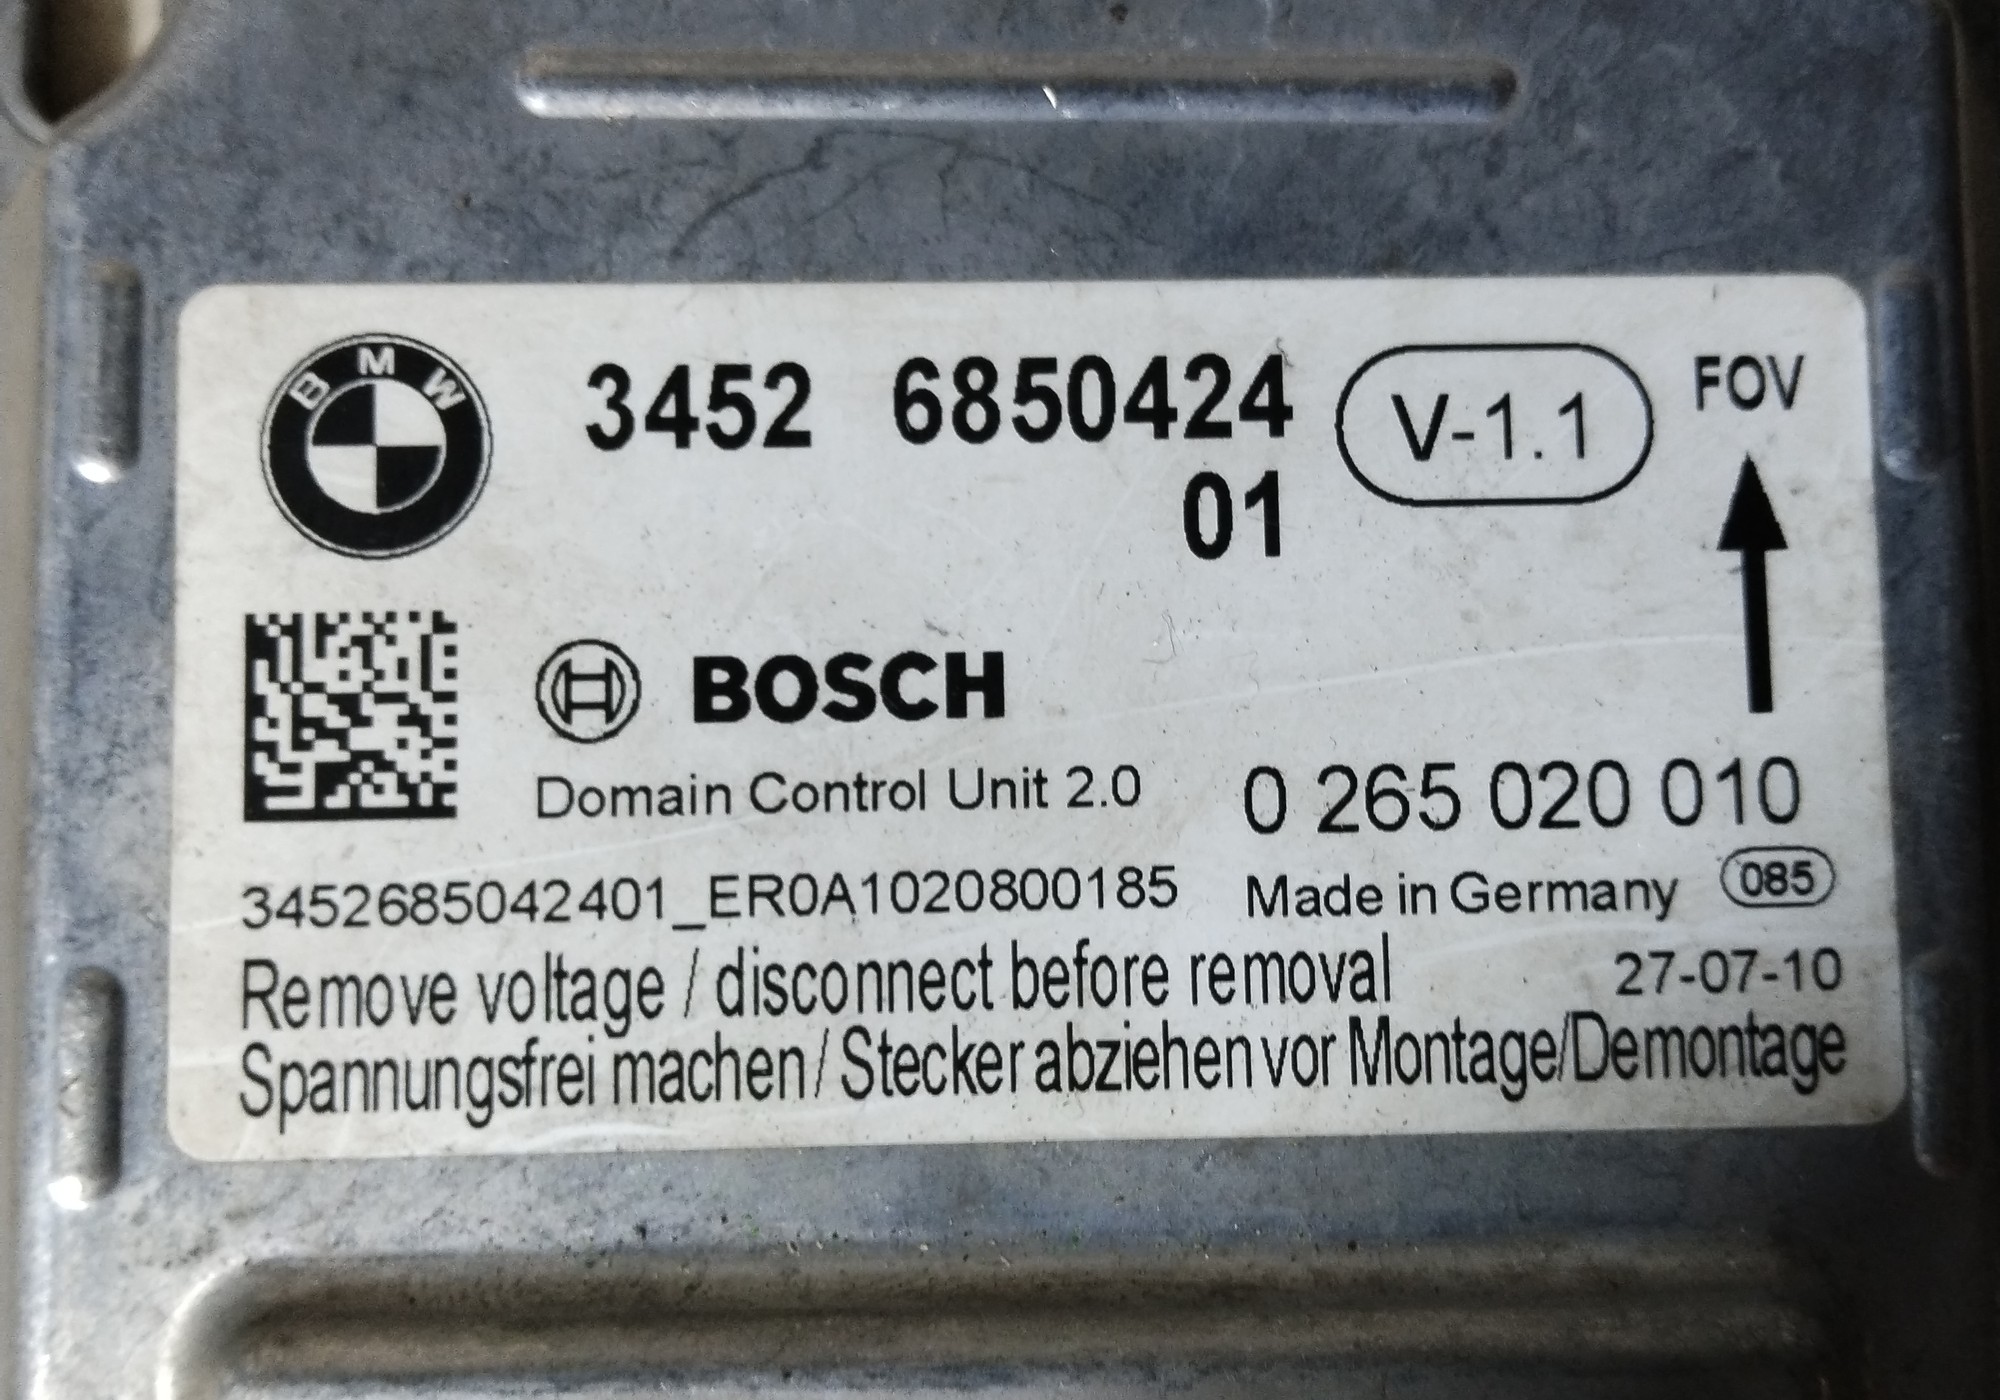 BMW
3452 6850424
01
V-1.1
FOV
BOSCH
Domain Control Unit 2.0
0 265 020 010
3452685042401_ER0A1020800185
Made in Germany
085
Remove voltage / disconnect before removal
27-07-10
Spannungsfrei machen / Stecker abziehen vor Montage/Demontage